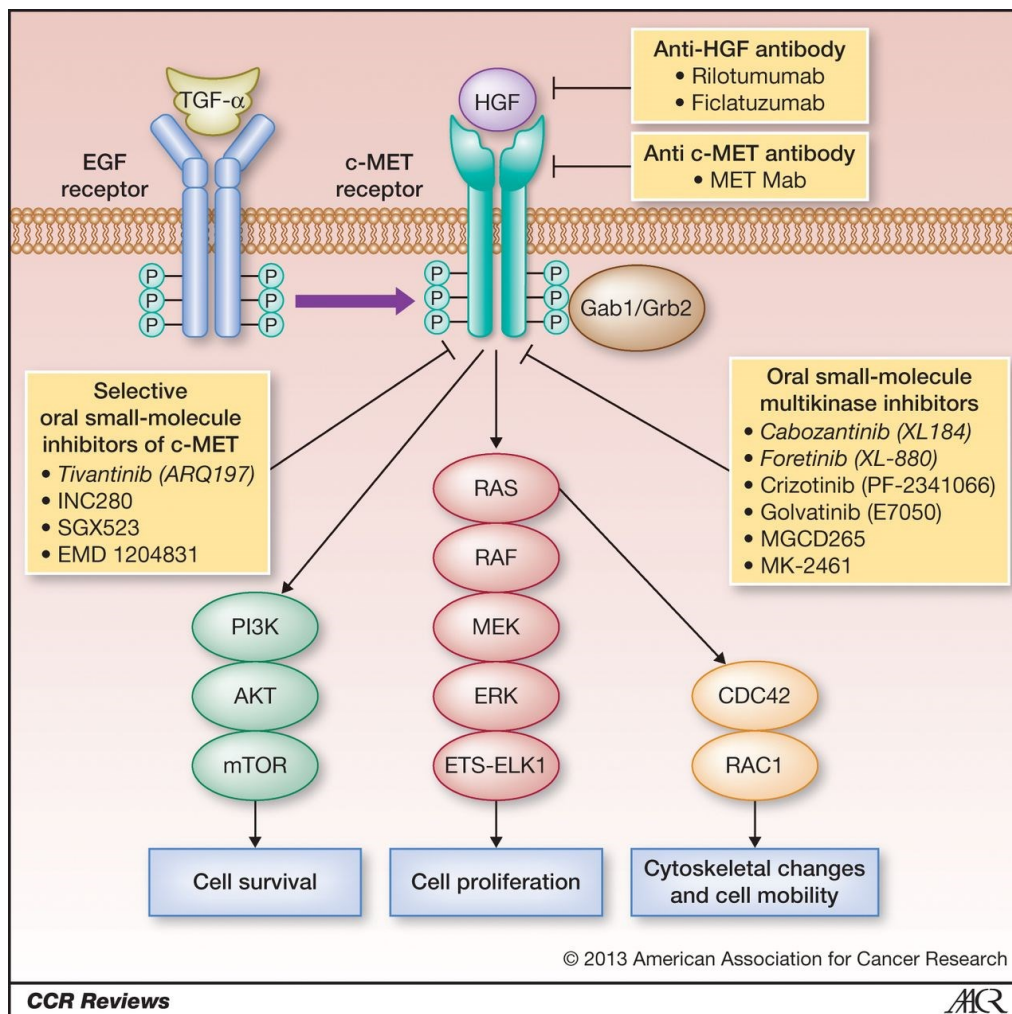 TGF-α
EGF
receptor
c-MET
receptor
HGF
Anti-HGF antibody
• Rilotumumab
• Ficlatuzumab
Anti c-MET antibody
• MET Mab
P
P
P
P
P
P
P
P
P
P
P
P
Gab1/Grb2
Selective
oral small-molecule
inhibitors of c-MET
• Tivantinib (ARQ197)
• INC280
• SGX523
• EMD 1204831
Oral small-molecule
multikinase inhibitors
• Cabozantinib (XL184)
• Foretinib (XL-880)
• Crizotinib (PF-2341066)
• Golvatinib (E7050)
• MGCD265
• MK-2461
PI3K
AKT
mTOR
Cell survival
RAS
RAF
MEK
ERK
ETS-ELK1
Cell proliferation
CDC42
RAC1
Cytoskeletal changes
and cell mobility
© 2013 American Association for Cancer Research
CCR Reviews
AACR